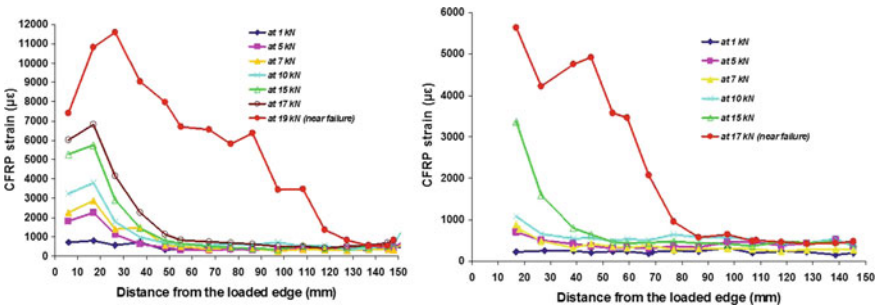 12000
11000
10000
9000
8000
7000
6000
5000
4000
3000
2000
1000
0
CFRP strain (με)
at 1 kN
at 5 kN
at 7 kN
at 10 kN
at 15 kN
at 17 kN
at 19 kN (near failure)
0 10 20 30 40 50 60 70 80 90 100 110 120 130 140 150
Distance from the loaded edge (mm)
6000
5000
4000
3000
2000
1000
0
CFRP strain (με)
at 1 kN
at 5 kN
at 7 kN
at 10 kN
at 15 kN
at 17 kN (near failure)
0 10 20 30 40 50 60 70 80 90 100 110 120 130 140 150
Distance from the loaded edge (mm)